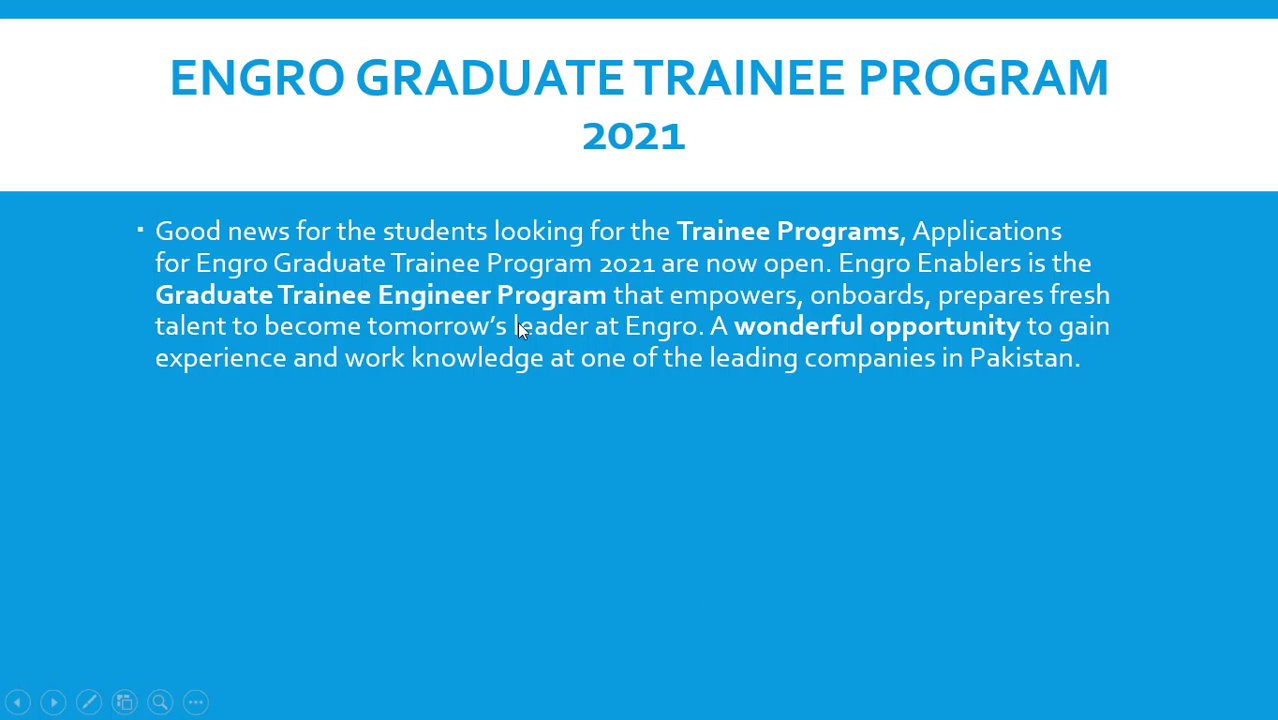 ENGRO GRADUATE TRAINEE PROGRAM
2021
▪ Good news for the students looking for the Trainee Programs, Applications
for Engro Graduate Trainee Program 2021 are now open. Engro Enablers is the
Graduate Trainee Engineer Program that empowers, onboards, prepares fresh
talent to become tomorrow’s leader at Engro. A wonderful opportunity to gain
experience and work knowledge at one of the leading companies in Pakistan.